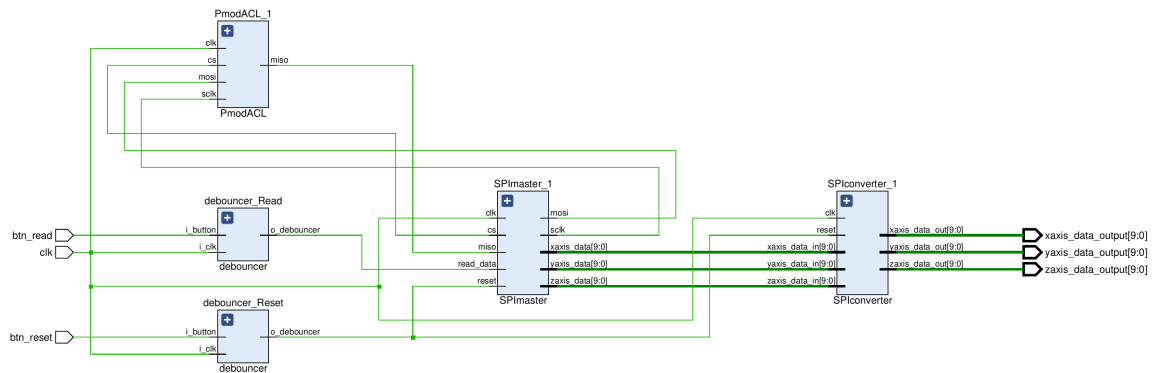 PmodACL_1
clk
cs
mosi
sclk
miso
PmodACL
debouncer_Read
btn_read
i_button
o_debouncer
clk
i_clk
debouncer
debouncer_Reset
btn_reset
i_button
o_debouncer
i_clk
debouncer
SPImaster_1
clk
mosi
cs
sclk
miso
xaxis_data[9:0]
read_data
yaxis_data[9:0]
reset
zaxis_data[9:0]
SPImaster
SPIconverter_1
clk
reset
xaxis_data_out[9:0]
xaxis_data_in[9:0]
yaxis_data_out[9:0]
yaxis_data_in[9:0]
zaxis_data_out[9:0]
zaxis_data_in[9:0]
SPIconverter
xaxis_data_output[9:0]
yaxis_data_output[9:0]
zaxis_data_output[9:0]